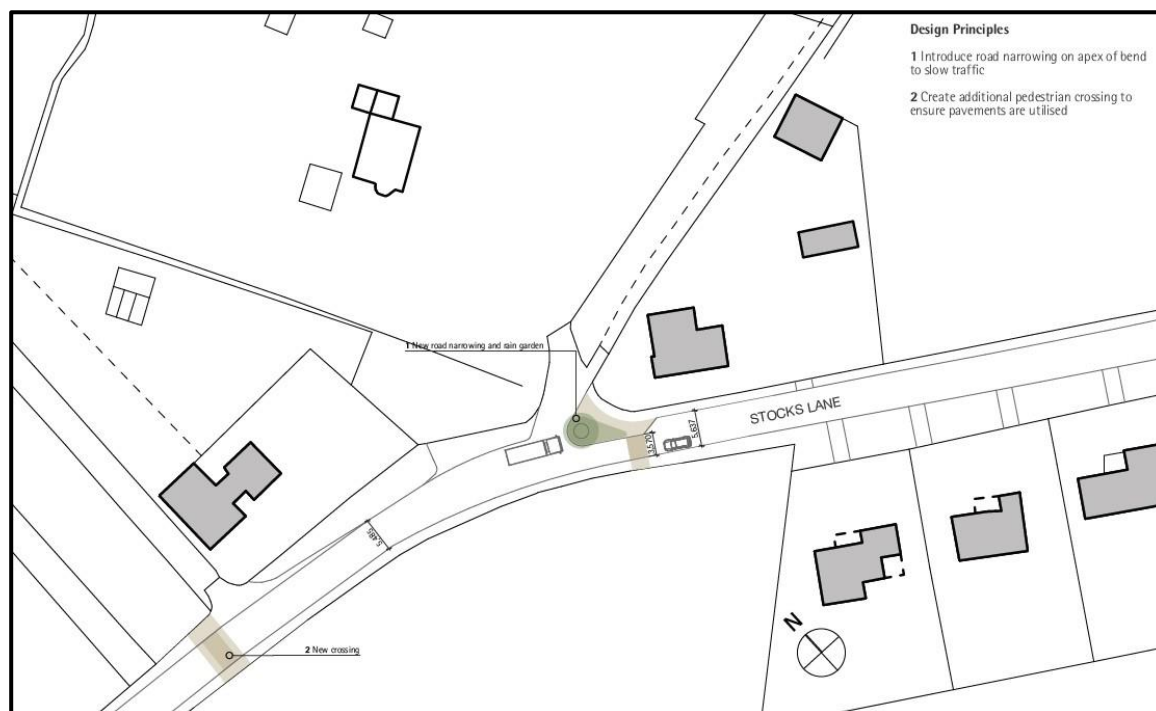 Design Principles
1 Introduce road narrowing on apex of bend
to slow traffic
2 Create additional pedestrian crossing to
ensure pavements are utilised
1 New road narrowing and rain garden
STOCKS LANE
5,637
3,570
5,485
N
2 New crossing